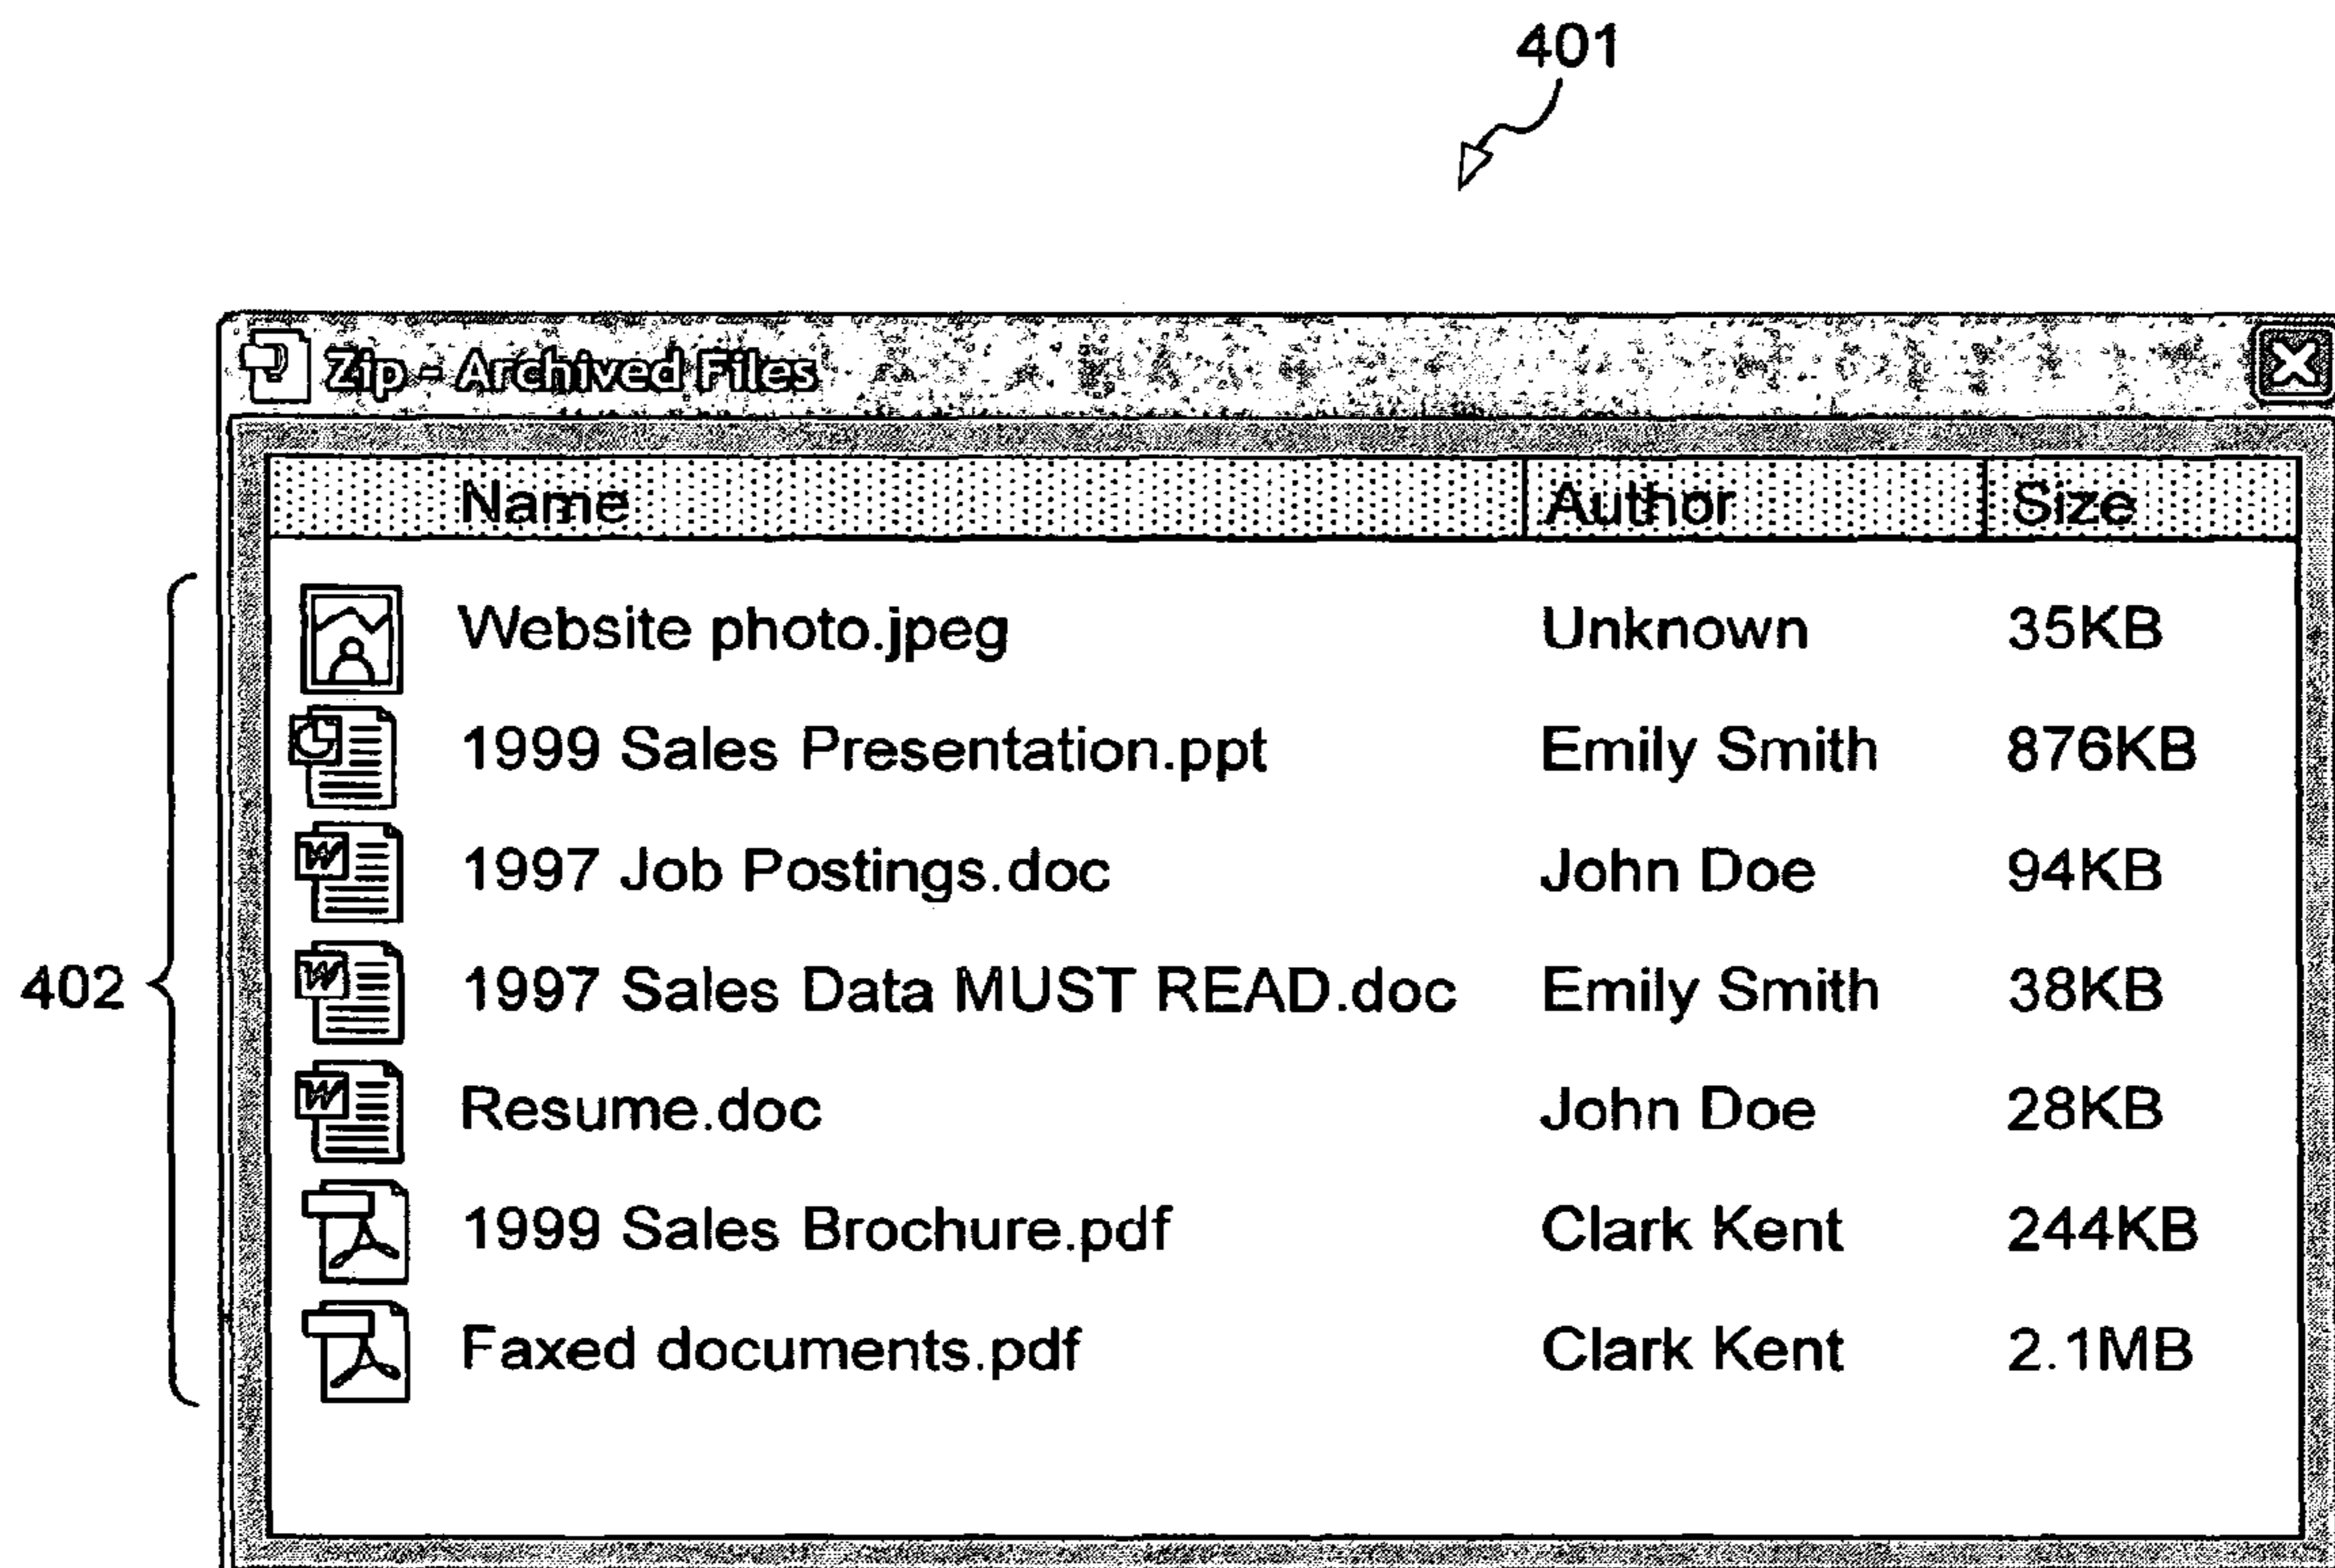 401
Zip - Archived Files
Name Author Size
Website photo.jpeg Unknown 35KB
1999 Sales Presentation.ppt Emily Smith 876KB
1997 Job Postings.doc John Doe 94KB
402
1997 Sales Data MUST READ.doc Emily Smith 38KB
Resume.doc John Doe 28KB
1999 Sales Brochure.pdf Clark Kent 244KB
Faxed documents.pdf Clark Kent 2.1MB